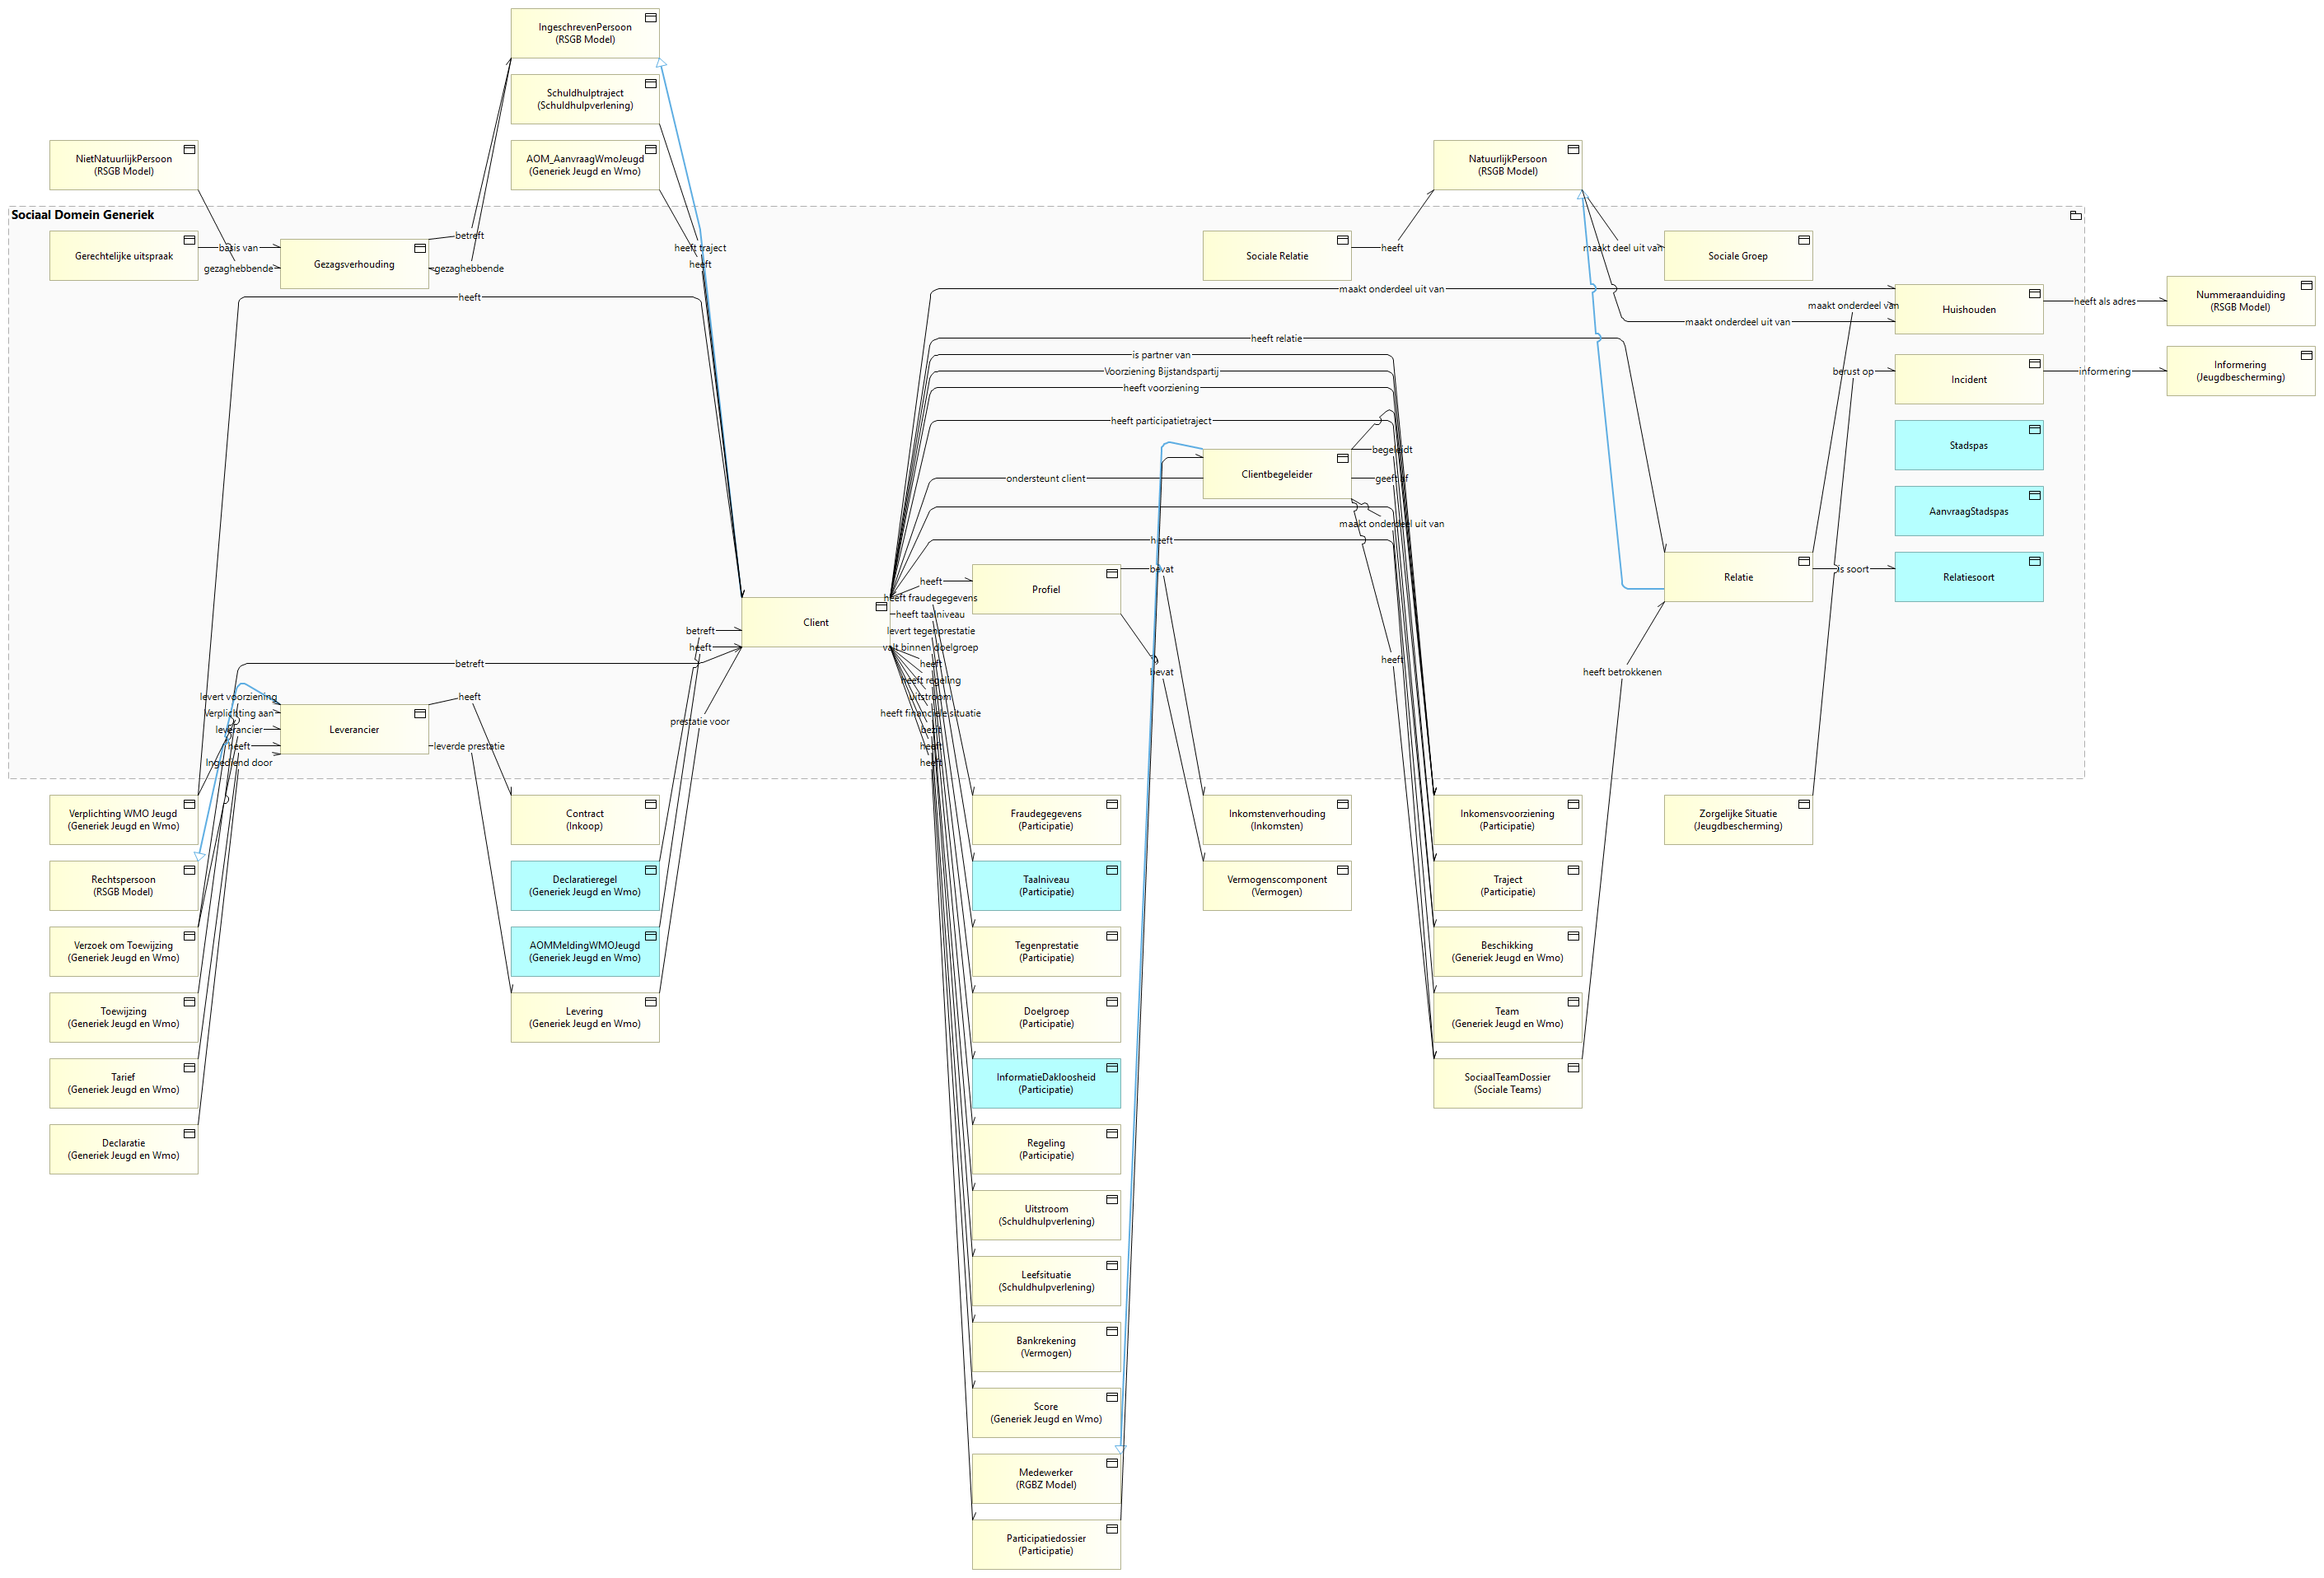 IngeschrevenPersoon
(RSGB Model)
Schuldhulptraject
(Schuldhulpverlening)
NietNatuurlijkPersoon
(RSGB Model)
AOM_AanvraagWmoJeugd
(Generiek Jeugd en Wmo)
NatuurlijkPersoon
(RSGB Model)
Sociaal Domein Generiek
Gerechtelijke uitspraak
basis van
gezaghebbende
Gezagsverhouding
betreft
gezaghebbende
heeft traject
heeft
Sociale Relatie
heeft
maakt deel uit van
Sociale Groep
heeft
maakt onderdeel uit van
maakt onderdeel van
maakt onderdeel uit van
Huishouden
heeft als adres
Nummeraanduiding
(RSGB Model)
heeft relatie
is partner van
Voorziening Bijstandspartij
heeft voorziening
berust op
Incident
informering
Informering
(Jeugdbescherming)
heeft participatietraject
Clientbegeleider
begeleidt
geeft af
ondersteunt client
maakt onderdeel uit van
heeft
Stadspas
AanvraagStadspas
Relatie
is soort
Relatiesoort
Client
heeft
Profiel
bevat
bevat
heeft fraudegegevens
heeft taalniveau
levert tegenprestatie
valt binnen doelgroep
heeft
heeft regeling
uitstroom
heeft financiele situatie
bezit
heeft
heeft
betreft
heeft
prestatie voor
betreft
heeft
heeft betrokkenen
levert voorziening
Verplichting aan
leverancier
heeft
Ingediend door
Leverancier
heeft
leverde prestatie
Verplichting WMO Jeugd
(Generiek Jeugd en Wmo)
Contract
(Inkoop)
Fraudegegevens
(Participatie)
Inkomstenverhouding
(Inkomsten)
Inkomensvoorziening
(Participatie)
Zorgelijke Situatie
(Jeugdbescherming)
Rechtspersoon
(RSGB Model)
Declaratieregel
(Generiek Jeugd en Wmo)
Taalniveau
(Participatie)
Vermogenscomponent
(Vermogen)
Traject
(Participatie)
Verzoek om Toewijzing
(Generiek Jeugd en Wmo)
AOMMeldingWMOJeugd
(Generiek Jeugd en Wmo)
Tegenprestatie
(Participatie)
Beschikking
(Generiek Jeugd en Wmo)
Toewijzing
(Generiek Jeugd en Wmo)
Levering
(Generiek Jeugd en Wmo)
Doelgroep
(Participatie)
Team
(Generiek Jeugd en Wmo)
Tarief
(Generiek Jeugd en Wmo)
InformatieDakloosheid
(Participatie)
SociaalTeamDossier
(Sociale Teams)
Declaratie
(Generiek Jeugd en Wmo)
Regeling
(Participatie)
Uitstroom
(Schuldhulpverlening)
Leefsituatie
(Schuldhulpverlening)
Bankrekening
(Vermogen)
Score
(Generiek Jeugd en Wmo)
Medewerker
(RGBZ Model)
Participatiedossier
(Participatie)